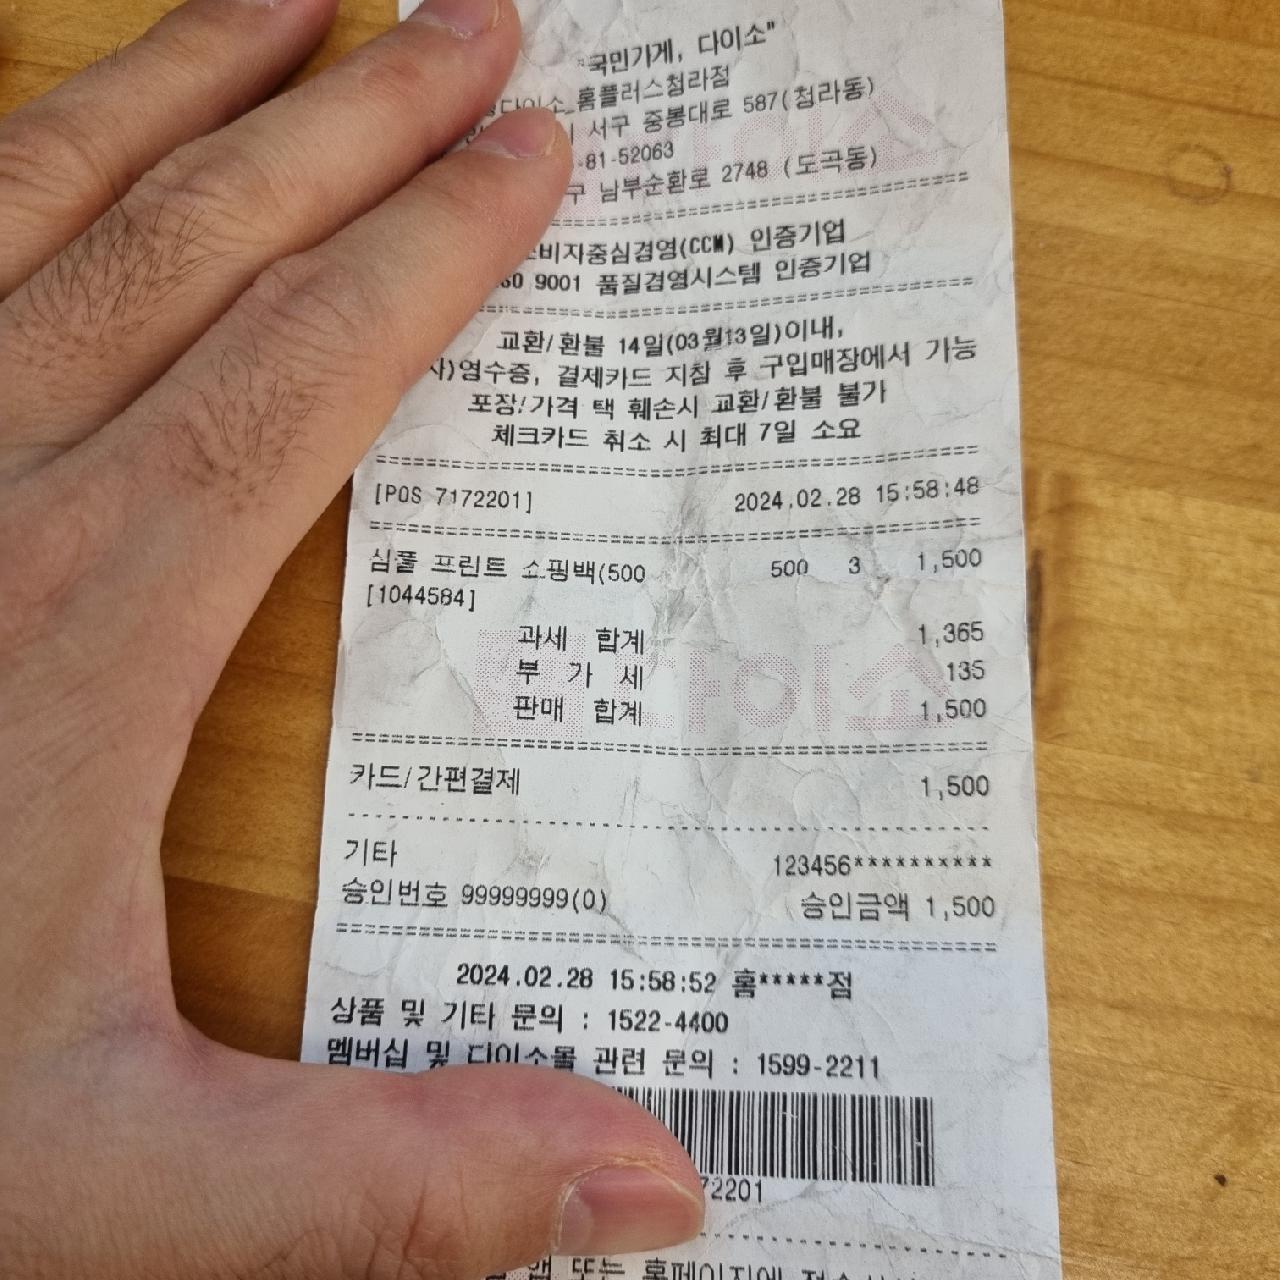 "국민가게, 다이소"
다이소 홈플러스청라점
서구 중봉대로 587(청라동)
-81-52063
구 남부순환로 2748 (도곡동)
비자중심경영(CCM) 인증기업
9001 품질경영시스템 인증기업
교환/환불 14일(03월13일)이내,
사)영수증, 결제카드 지참 후 구입매장에서 가능
포장/가격 택 훼손시 교환/환불 불가
체크카드 취소 시 최대 7일 소요
[POS 7172201] 2024.02.28 15:58:48
심플 프린트 쇼핑백(500 500 3 1,500
[1044584]
과세 합계 1,365
부 가 세 135
판매 합계 1,500
카드/간편결제 1,500
기타 123456**********
승인번호 99999999(0) 승인금액 1,500
2024.02.28 15:58:52 홈*****점
상품 및 기타 문의 : 1522-4400
멤버십 및 다이소몰 관련 문의 : 1599-2211
72201
앱 또는 홈페이지에